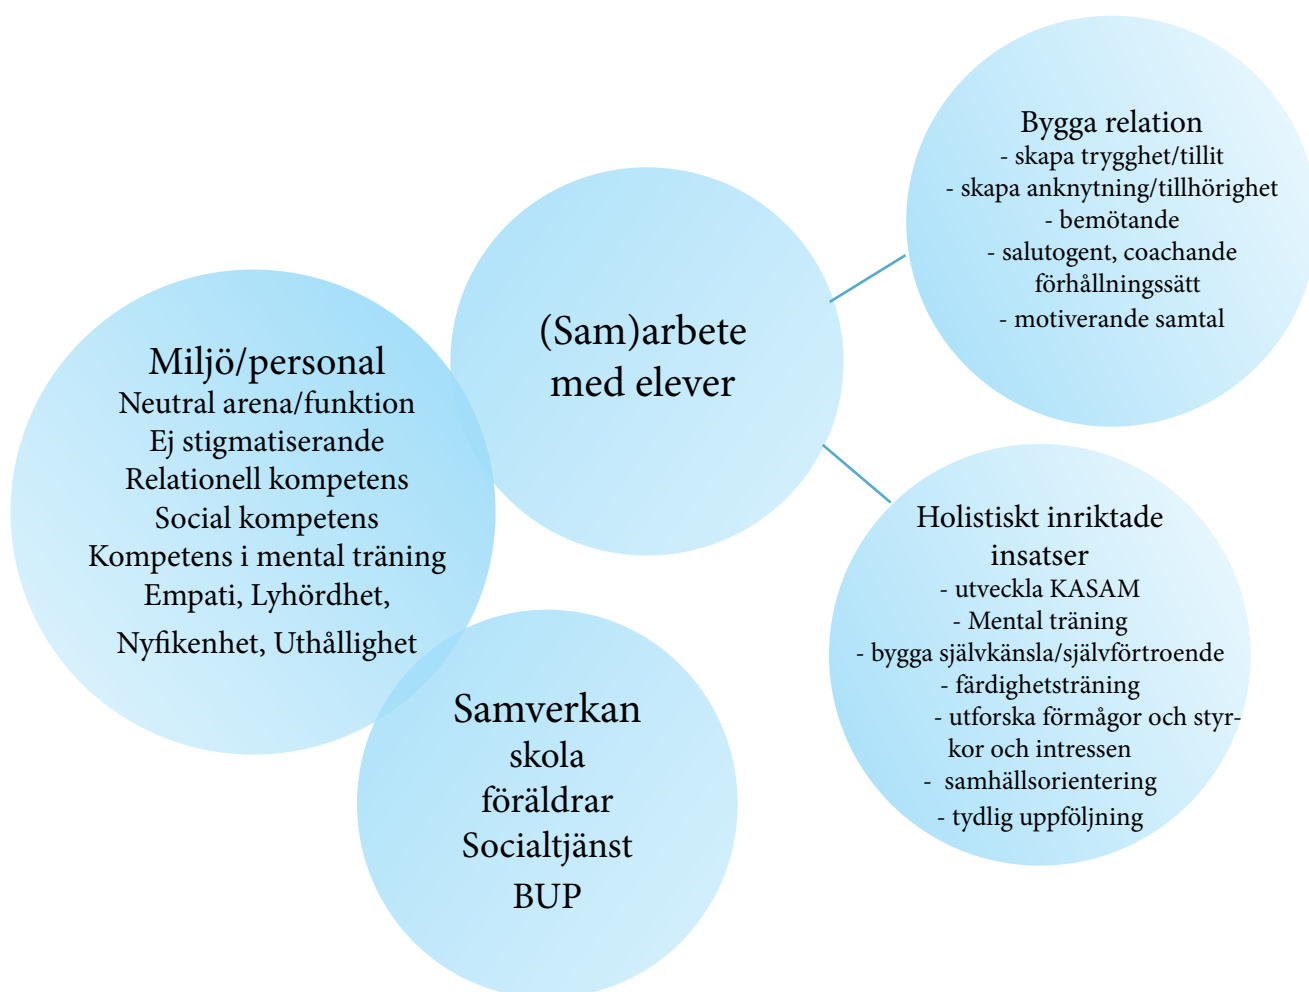 (Sam)arbete
med elever
Miljö/personal
Neutral arena/funktion
Ej stigmatiserande
Relationell kompetens
Social kompetens
Kompetens i mental träning
Empati, Lyhördhet,
Nyfikenhet, Uthållighet
Samverkan
skola
föräldrar
Socialtjänst
BUP
Bygga relation
- skapa trygghet/tillit
- skapa anknytning/tillhörighet
- bemötande
- salutogent, coachande
förhållningssätt
- motiverande samtal
Holistiskt inriktade
insatser
- utveckla KASAM
- Mental träning
- bygga självkänsla/självförtroende
- färdighetsträning
- utforska förmågor och styr-
kor och intressen
- samhällsorientering
- tydlig uppföljning